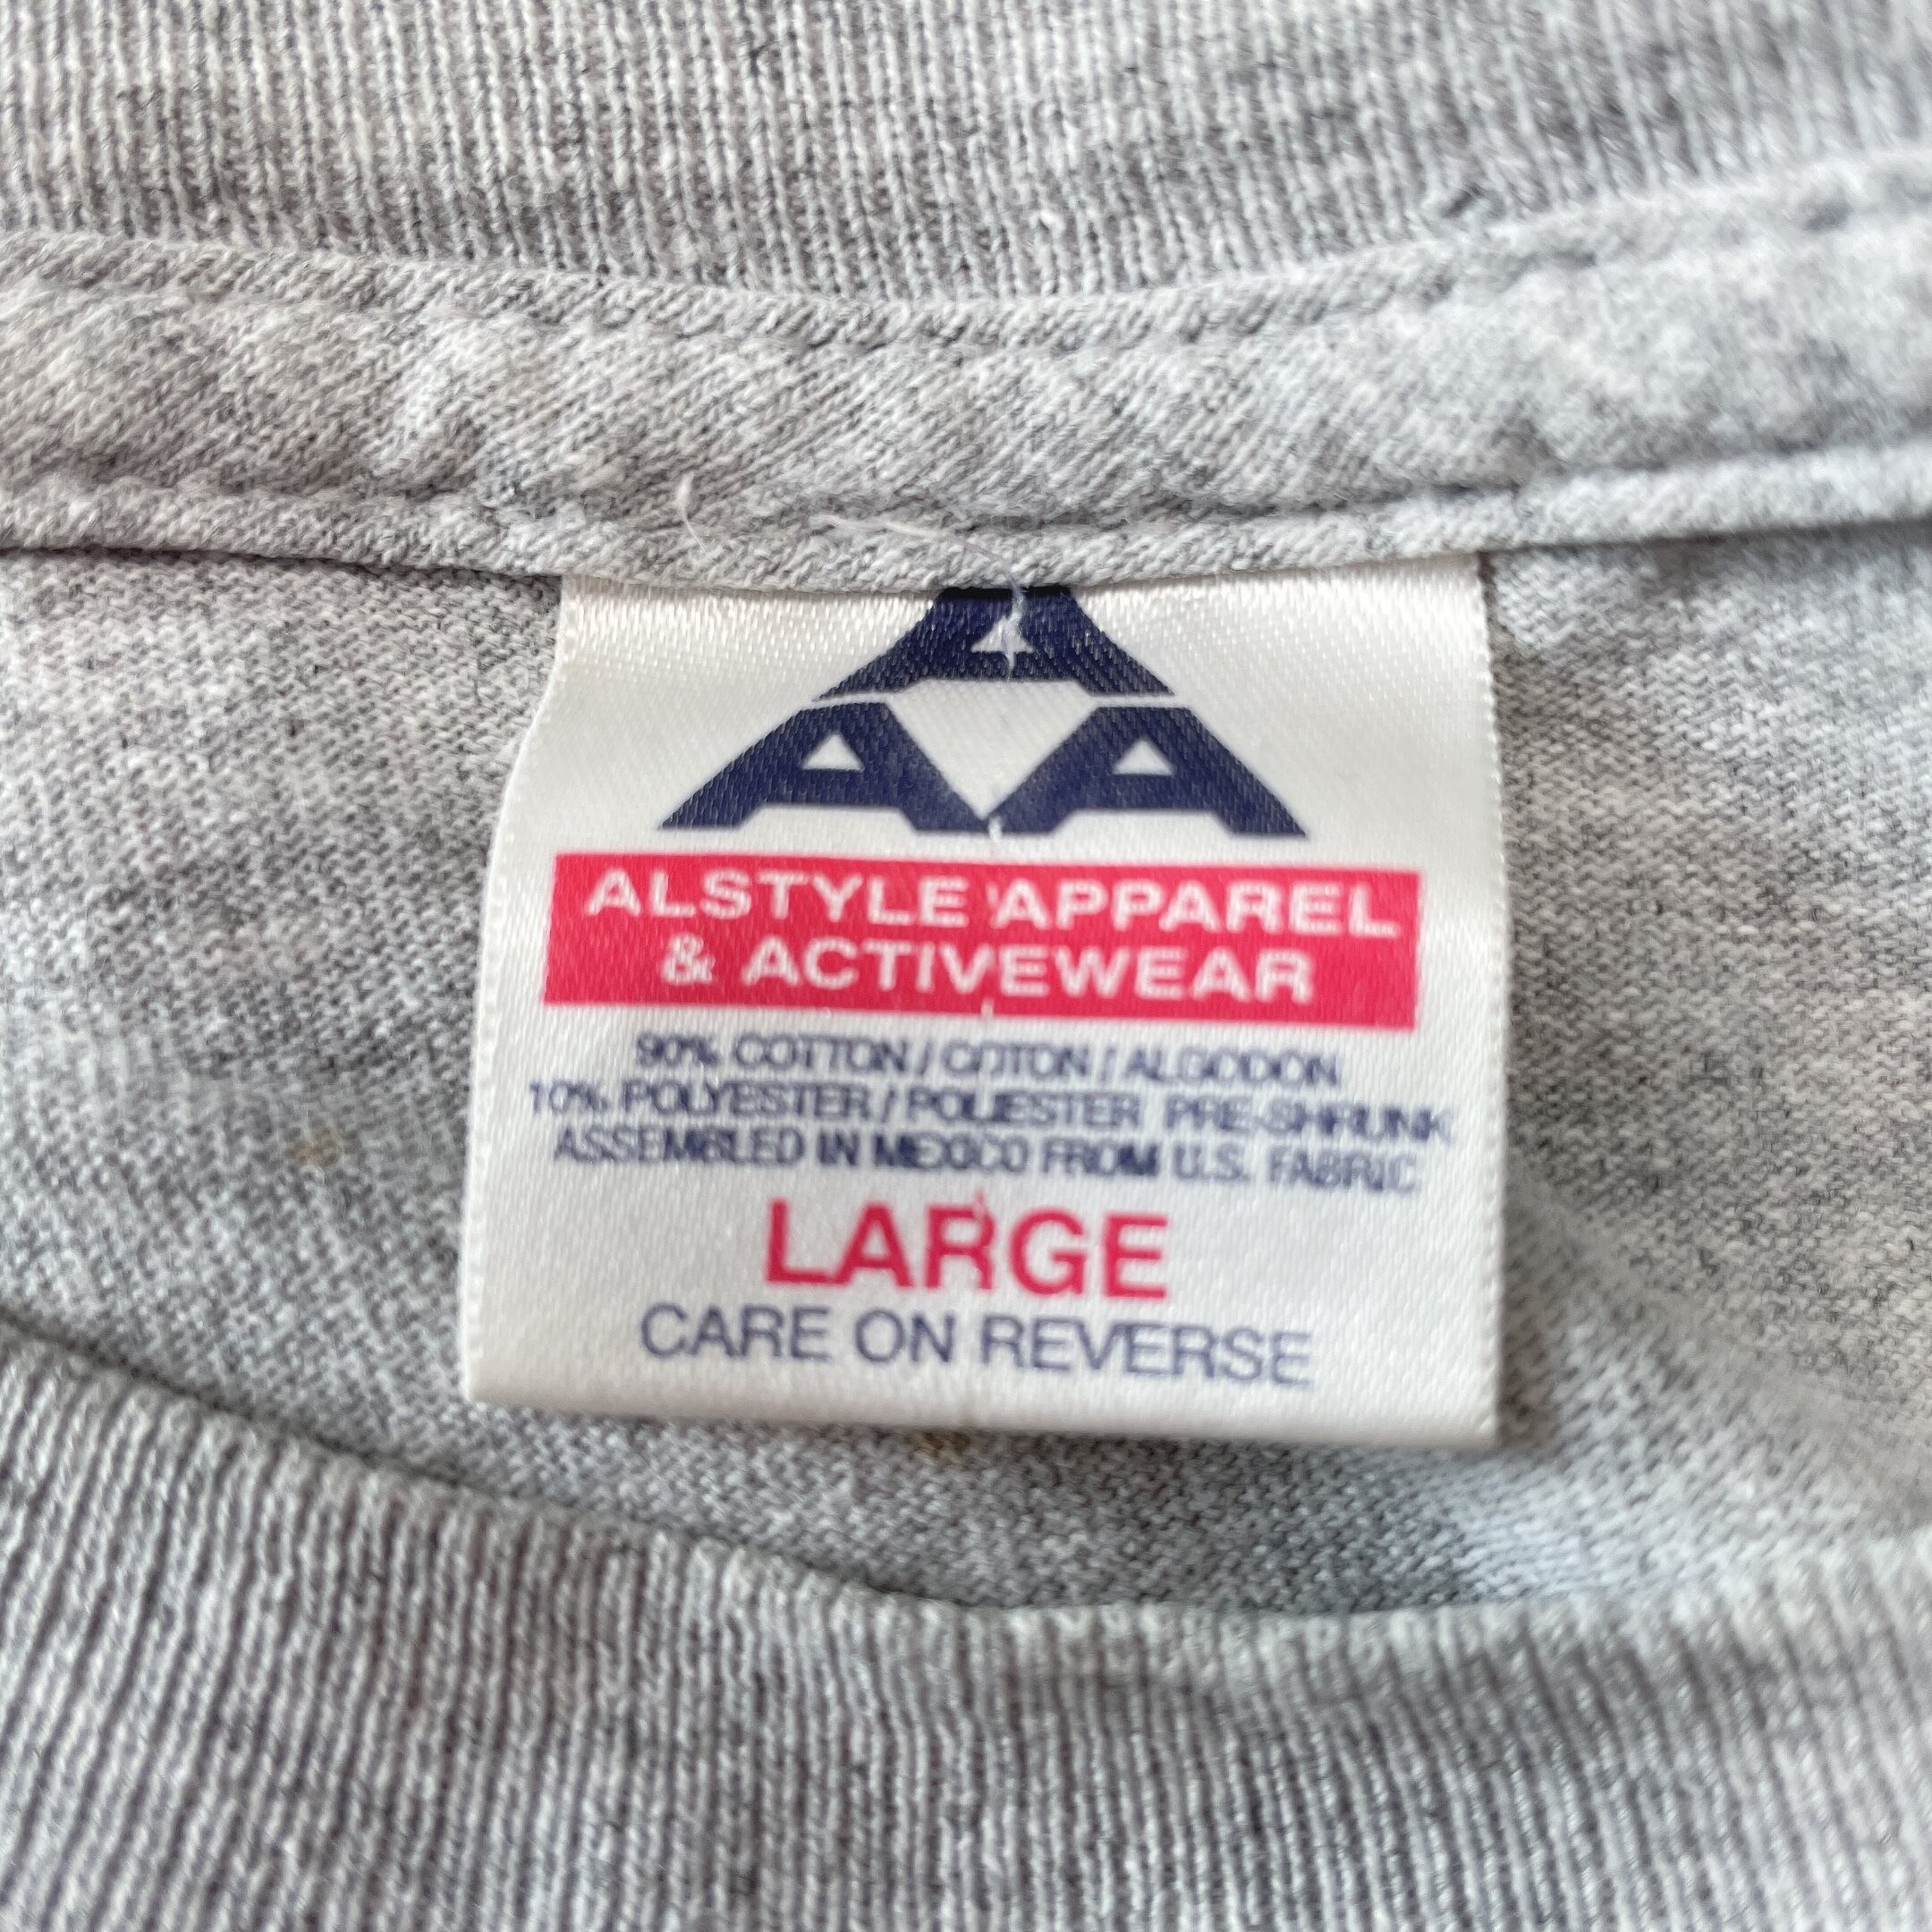 A
AA
ALSTYLE APPAREL
& ACTIVEWEAR
90% COTTON / COTON / ALGODON
10% POLYESTER / POLIESTER PRE-SHRUNK
ASSEMBLED IN MEXICO FROM U.S. FABRIC
LARGE
CARE ON REVERSE